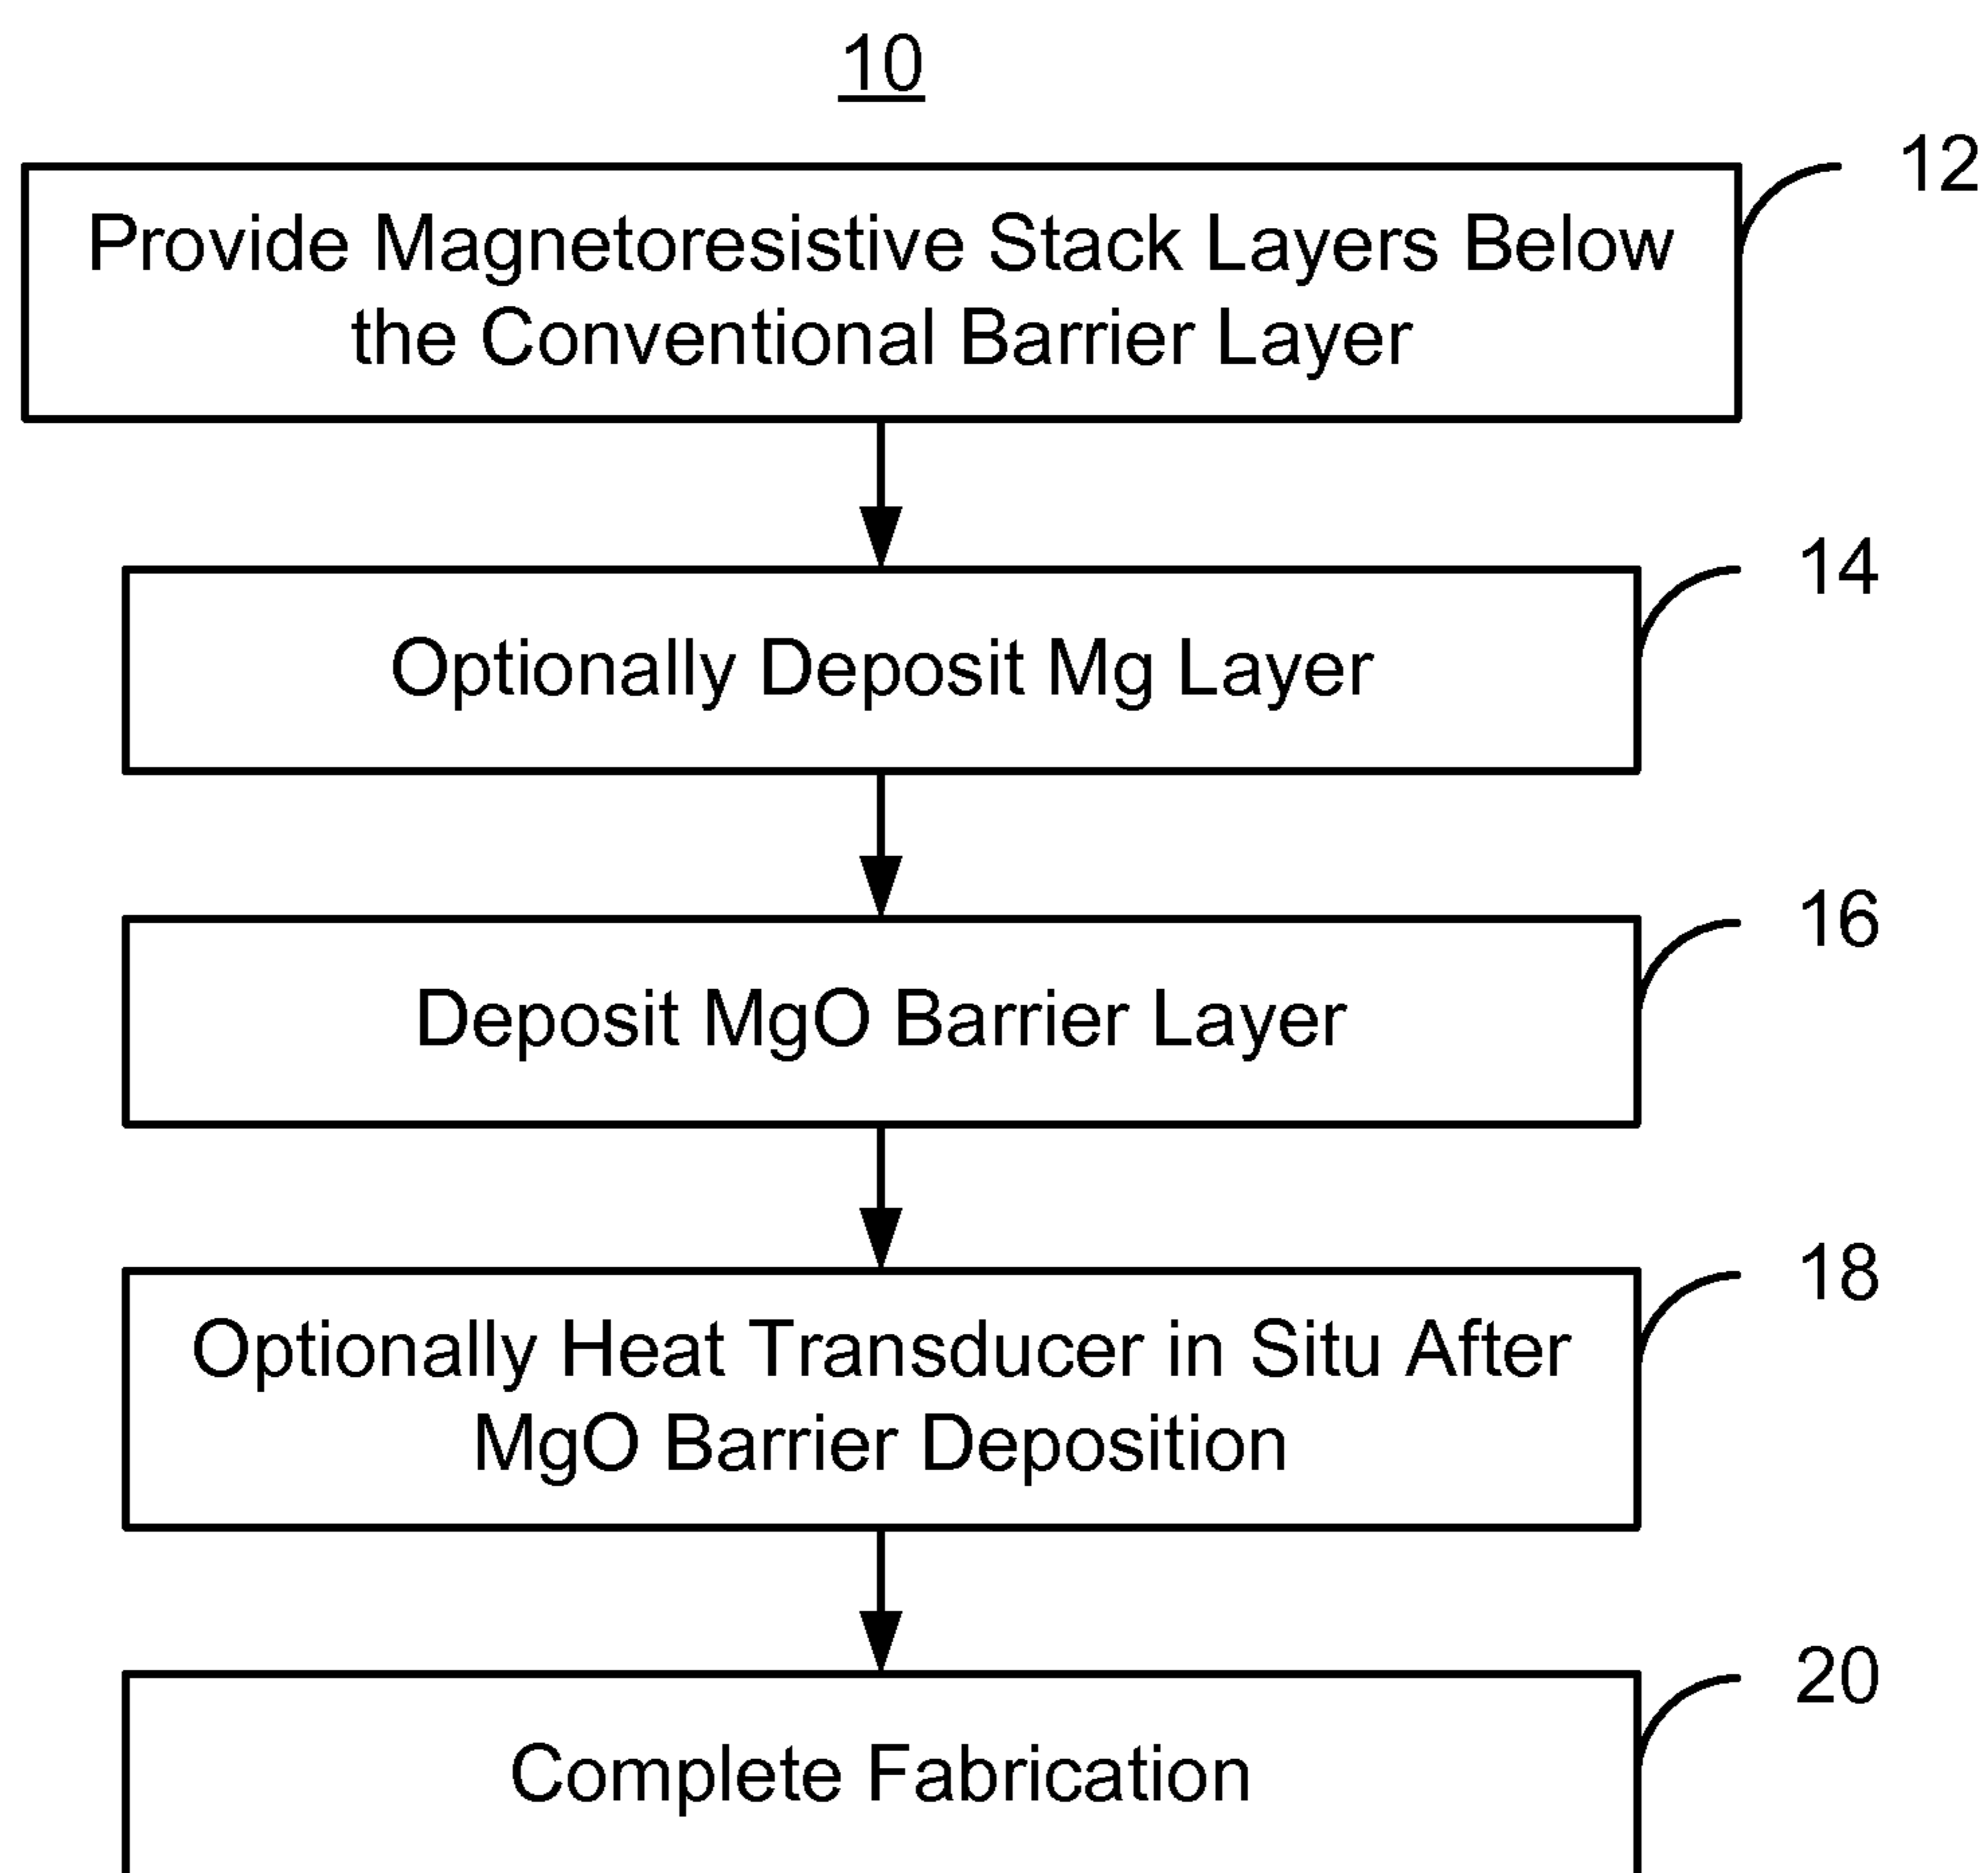 10
12
Provide Magnetoresistive Stack Layers Below
the Conventional Barrier Layer
14
Optionally Deposit Mg Layer
16
Deposit MgO Barrier Layer
18
Optionally Heat Transducer in Situ After
MgO Barrier Deposition
20
Complete Fabrication